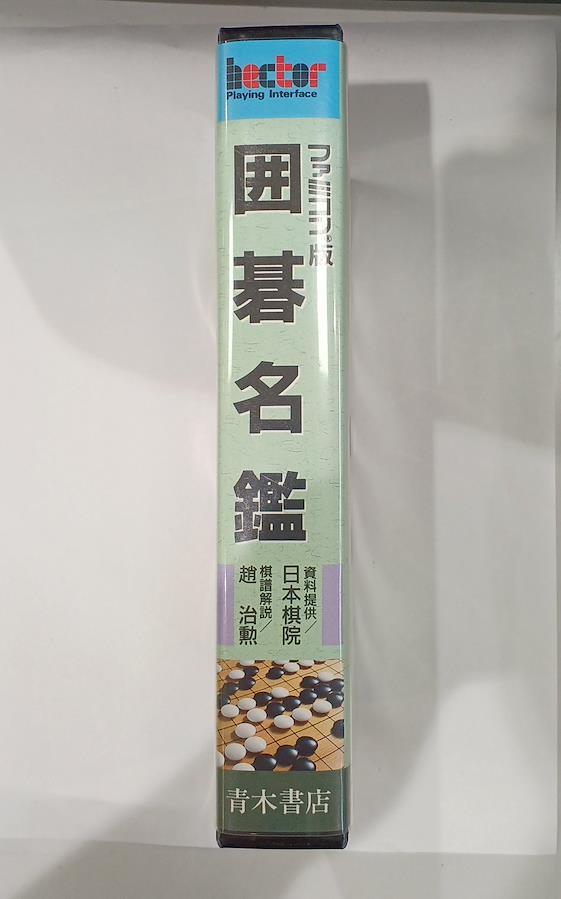 hector
Playing Interface
ファミコン®版
囲碁名鑑
資料提供／
日本棋院
棋譜解説／
趙 治勲
青木書店